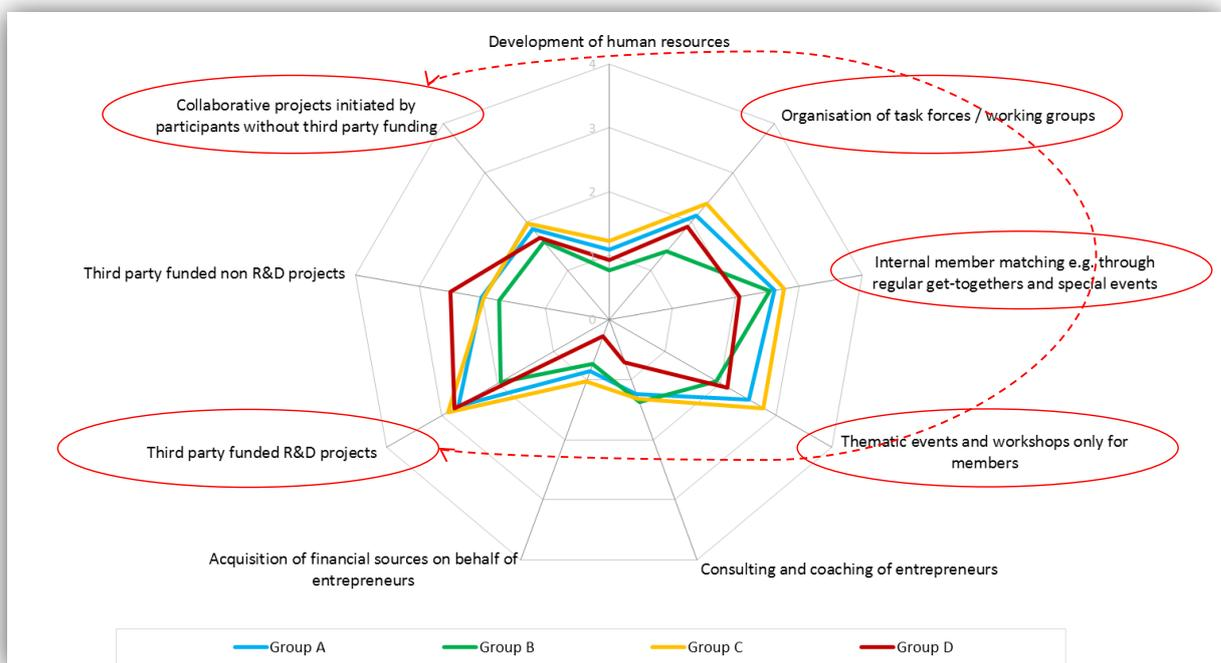 Development of human resources
Collaborative projects initiated by
participants without third party funding
Organisation of task forces / working groups
4
3
2
1
0
Internal member matching e.g. through
regular get-togethers and special events
Third party funded non R&D projects
Thematic events and workshops only for
members
Third party funded R&D projects
Acquisition of financial sources on behalf of
entrepreneurs
Consulting and coaching of entrepreneurs
Group A
Group B
Group C
Group D